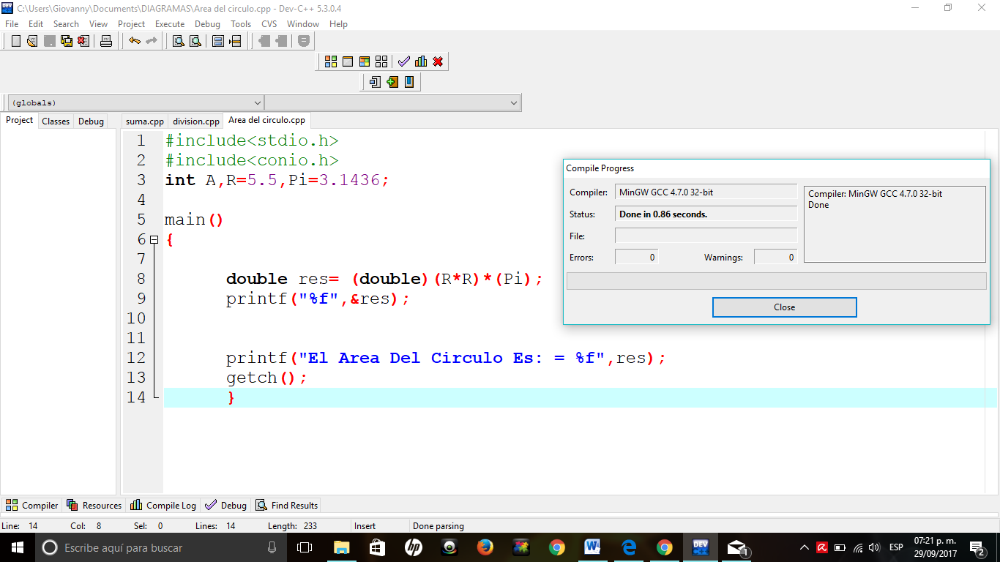 C:\Users\Giovanny\Documents\DIAGRAMAS\Area del circulo.cpp - Dev-C++ 5.3.0.4
File Edit Search View Project Execute Debug Tools CVS Window Help
(globals)
Project Classes Debug
suma.cpp division.cpp Area del circulo.cpp
1 #include<stdio.h>
2 #include<conio.h>
3 int A,R=5.5,Pi=3.1436;
4
5 main()
6 {
7
8 double res= (double)(R*R)*(Pi);
9 printf("%f",&res);
10
11
12 printf("El Area Del Circulo Es: = %f",res);
13 getch();
14 }
Compile Progress
Compiler: MinGW GCC 4.7.0 32-bit
Status: Done in 0.86 seconds.
File:
Errors: 0 Warnings: 0
Compiler: MinGW GCC 4.7.0 32-bit
Done
Close
Compiler Resources Compile Log Debug Find Results
Line: 14 Col: 8 Sel: 0 Lines: 14 Length: 233 Insert Done parsing
Escribe aquí para buscar
DEV
1
ESP
07:21 p. m.
29/09/2017
2